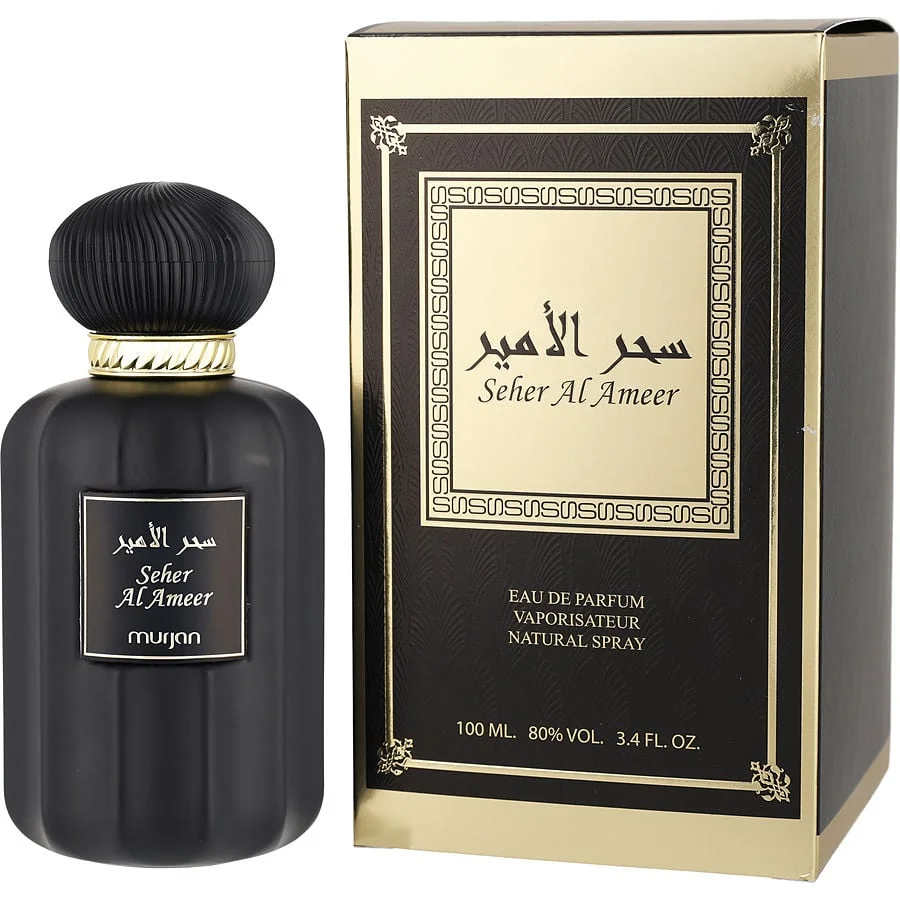 سحر الأمير
Seher
Al Ameer
murjan
سحر الأمير
Seher Al Ameer
EAU DE PARFUM
VAPORISATEUR
NATURAL SPRAY
100 ML. 80% VOL. 3.4 FL. OZ.